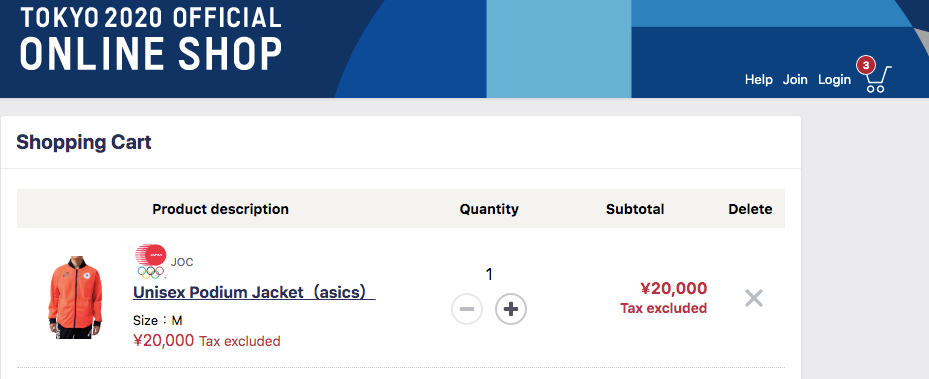 TOKYO 2020 OFFICIAL
ONLINE SHOP
Help Join Login 3
Shopping Cart
Product description Quantity Subtotal Delete
JAPAN
JOC
Unisex Podium Jacket（asics）
Size：M
¥20,000 Tax excluded
1
¥20,000
Tax excluded